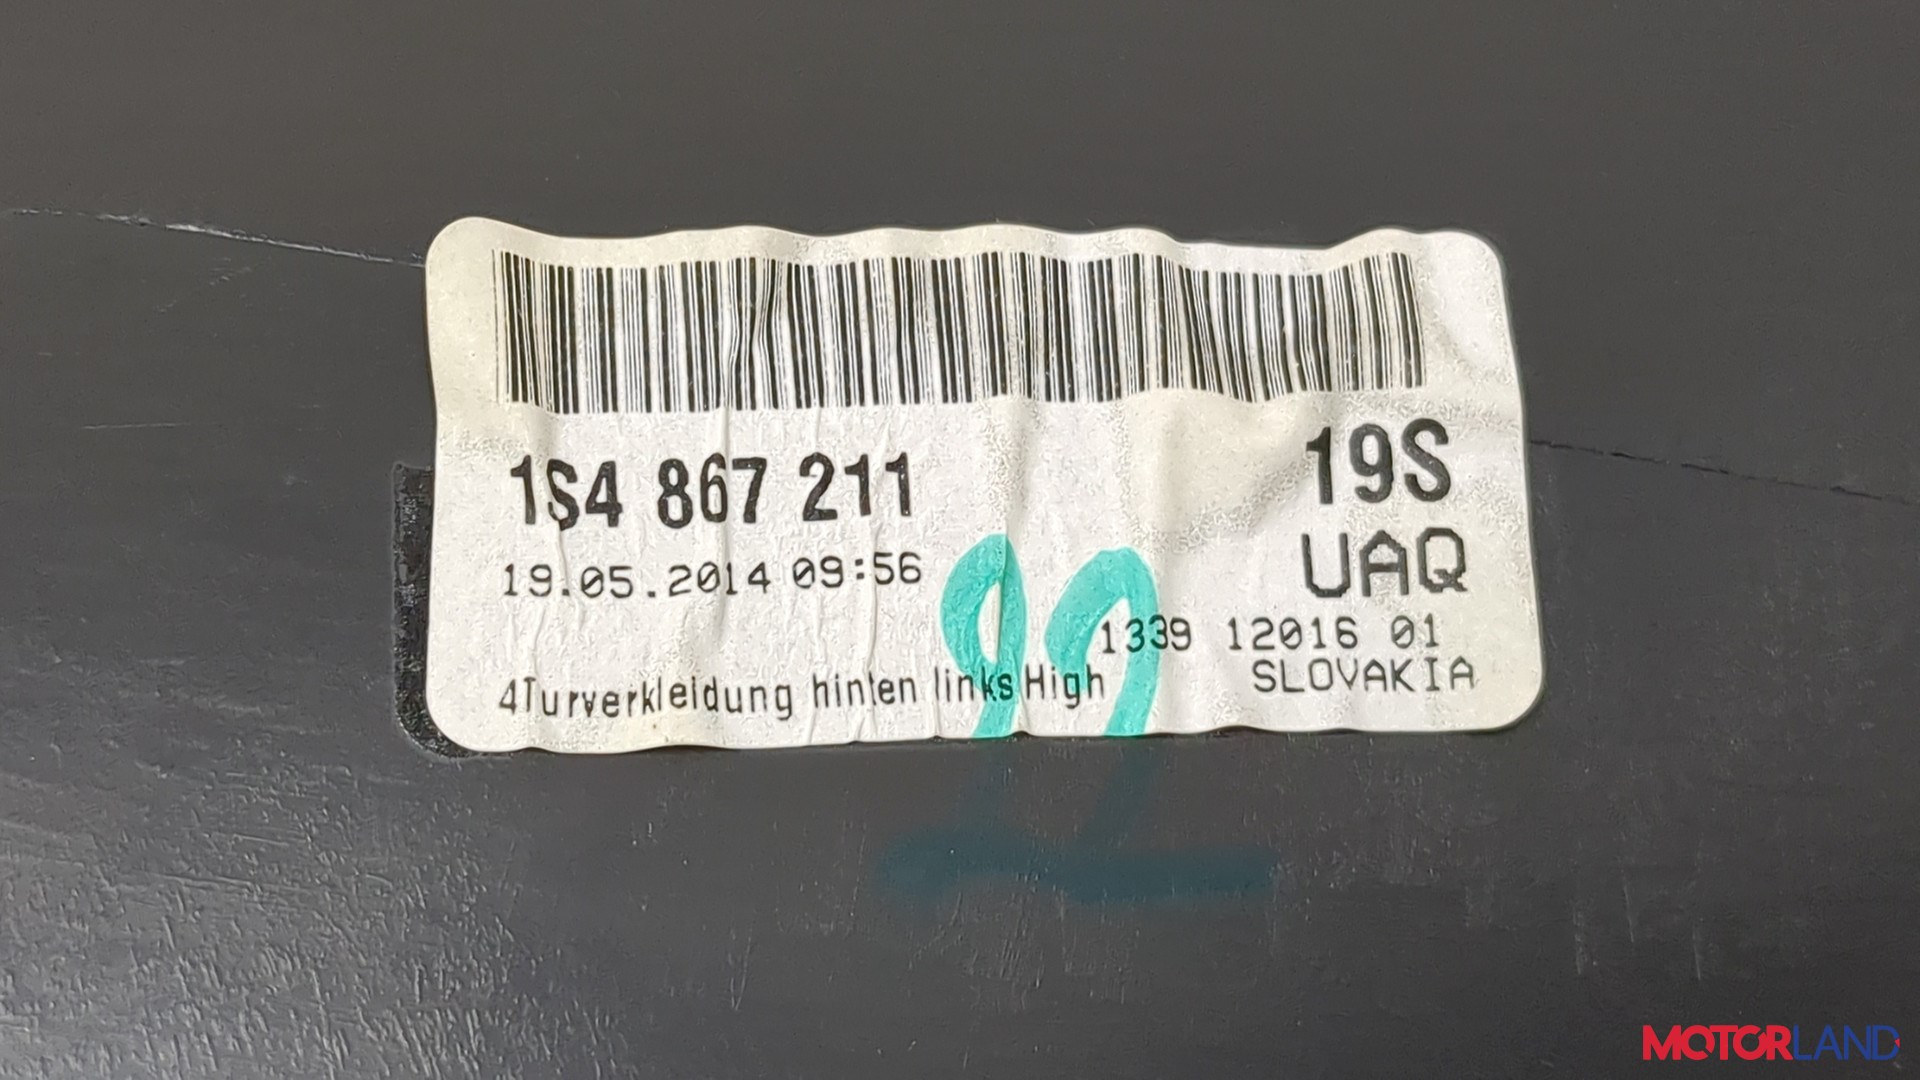 1S4 867 211
19S
UAQ
19.05.2014 09:56
1339 12016 01
SLOVAKIA
4Turverkleidung hinten links High
MOTORLAND